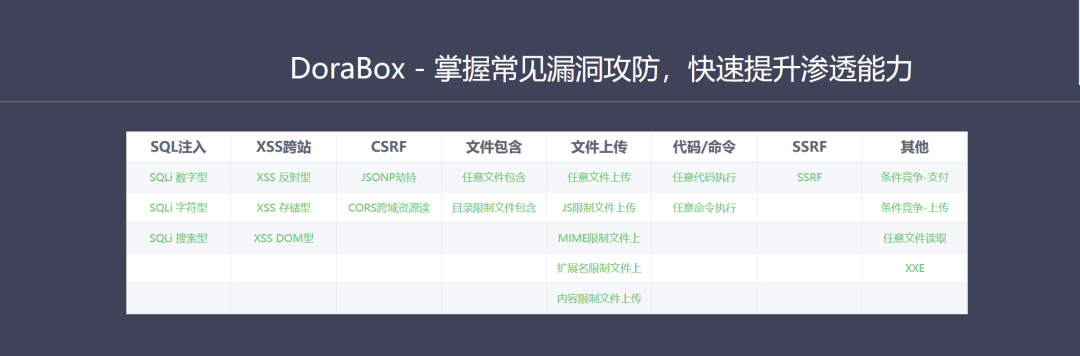 DoraBox - 掌握常见漏洞攻防，快速提升渗透能力
SQL注入 XSS跨站 CSRF 文件包含 文件上传 代码/命令 SSRF 其他
SQLi 数字型 XSS 反射型 JSONP劫持 任意文件包含 任意文件上传 任意代码执行 SSRF 条件竞争-支付
SQLi 字符型 XSS 存储型 CORS跨域资源读 目录限制文件包含 JS限制文件上传 任意命令执行 条件竞争-上传
SQLi 搜索型 XSS DOM型 MIME限制文件上 任意文件读取
扩展名限制文件上 XXE
内容限制文件上传